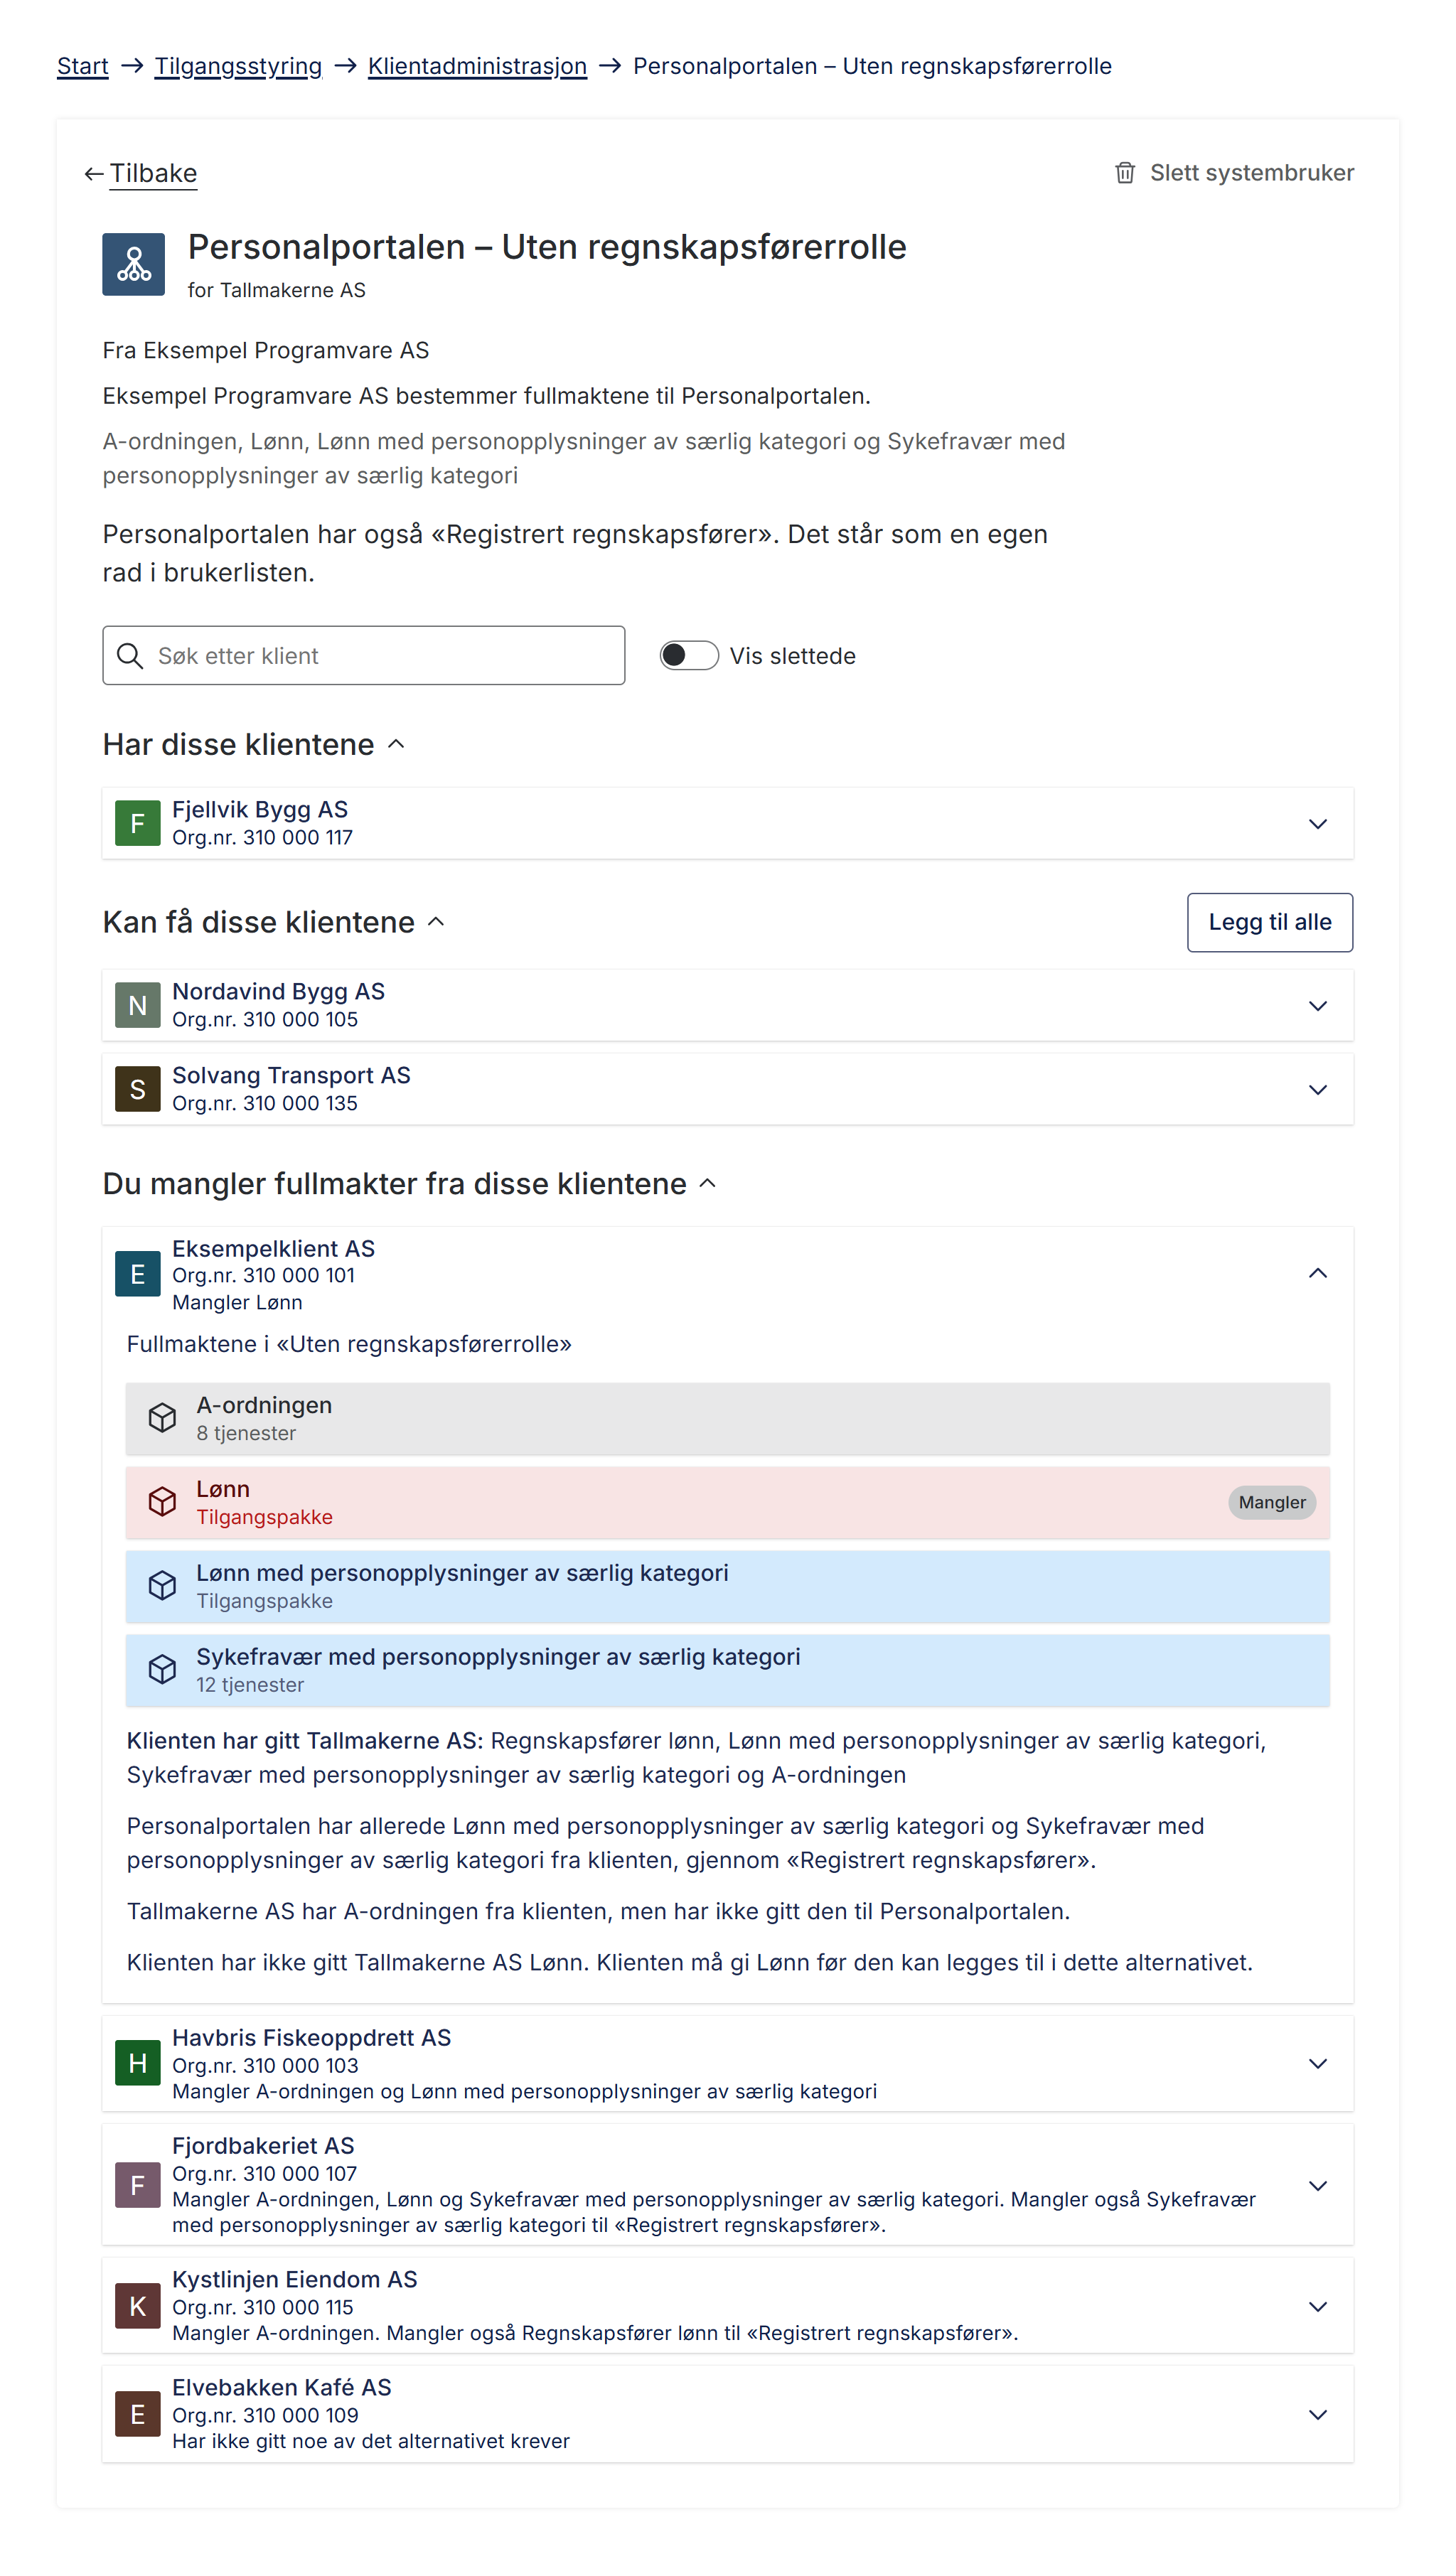 Start → Tilgangsstyring → Klientadministrasjon → Personalportalen – Uten regnskapsførerrolle
← Tilbake
Slett systembruker
Personalportalen – Uten regnskapsførerrolle
for Tallmakerne AS
Fra Eksempel Programvare AS
Eksempel Programvare AS bestemmer fullmaktene til Personalportalen.
A-ordningen, Lønn, Lønn med personopplysninger av særlig kategori og Sykefravær med
personopplysninger av særlig kategori
Personalportalen har også «Registrert regnskapsfører». Det står som en egen
rad i brukerlisten.
Søk etter klient
Vis slettede
Har disse klientene
F
Fjellvik Bygg AS
Org.nr. 310 000 117
Kan få disse klientene
Legg til alle
N
Nordavind Bygg AS
Org.nr. 310 000 105
S
Solvang Transport AS
Org.nr. 310 000 135
Du mangler fullmakter fra disse klientene
E
Eksempelklient AS
Org.nr. 310 000 101
Mangler Lønn
Fullmaktene i «Uten regnskapsførerrolle»
A-ordningen
8 tjenester
Lønn
Tilgangspakke
Mangler
Lønn med personopplysninger av særlig kategori
Tilgangspakke
Sykefravær med personopplysninger av særlig kategori
12 tjenester
Klienten har gitt Tallmakerne AS: Regnskapsfører lønn, Lønn med personopplysninger av særlig kategori,
Sykefravær med personopplysninger av særlig kategori og A-ordningen
Personalportalen har allerede Lønn med personopplysninger av særlig kategori og Sykefravær med
personopplysninger av særlig kategori fra klienten, gjennom «Registrert regnskapsfører».
Tallmakerne AS har A-ordningen fra klienten, men har ikke gitt den til Personalportalen.
Klienten har ikke gitt Tallmakerne AS Lønn. Klienten må gi Lønn før den kan legges til i dette alternativet.
H
Havbris Fiskeoppdrett AS
Org.nr. 310 000 103
Mangler A-ordningen og Lønn med personopplysninger av særlig kategori
F
Fjordbakeriet AS
Org.nr. 310 000 107
Mangler A-ordningen, Lønn og Sykefravær med personopplysninger av særlig kategori. Mangler også Sykefravær
med personopplysninger av særlig kategori til «Registrert regnskapsfører».
K
Kystlinjen Eiendom AS
Org.nr. 310 000 115
Mangler A-ordningen. Mangler også Regnskapsfører lønn til «Registrert regnskapsfører».
E
Elvebakken Kafé AS
Org.nr. 310 000 109
Har ikke gitt noe av det alternativet krever